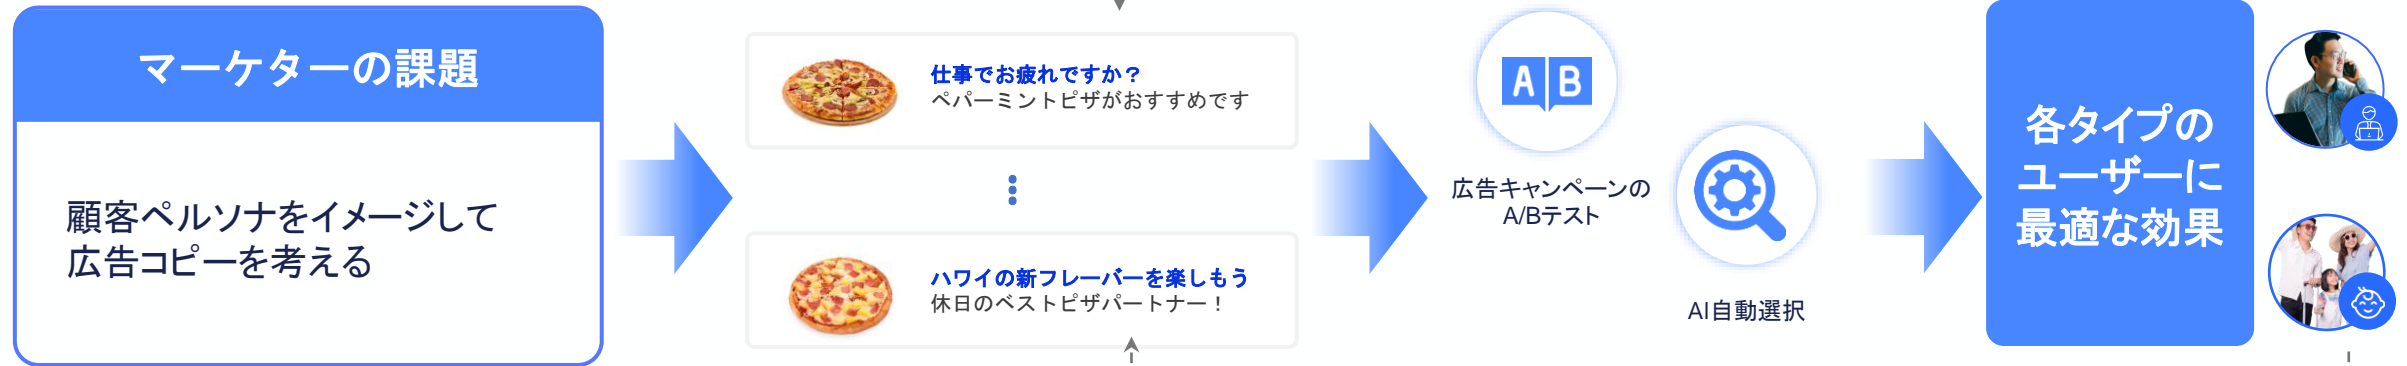 マーケターの課題
顧客ペルソナをイメージして
広告コピーを考える
仕事でお疲れですか？
ペパーミントピザがおすすめです
ハワイの新フレーバーを楽しもう
休日のベストピザパートナー！
A B
広告キャンペーンの
A/Bテスト
AI自動選択
各タイプの
ユーザーに
最適な効果